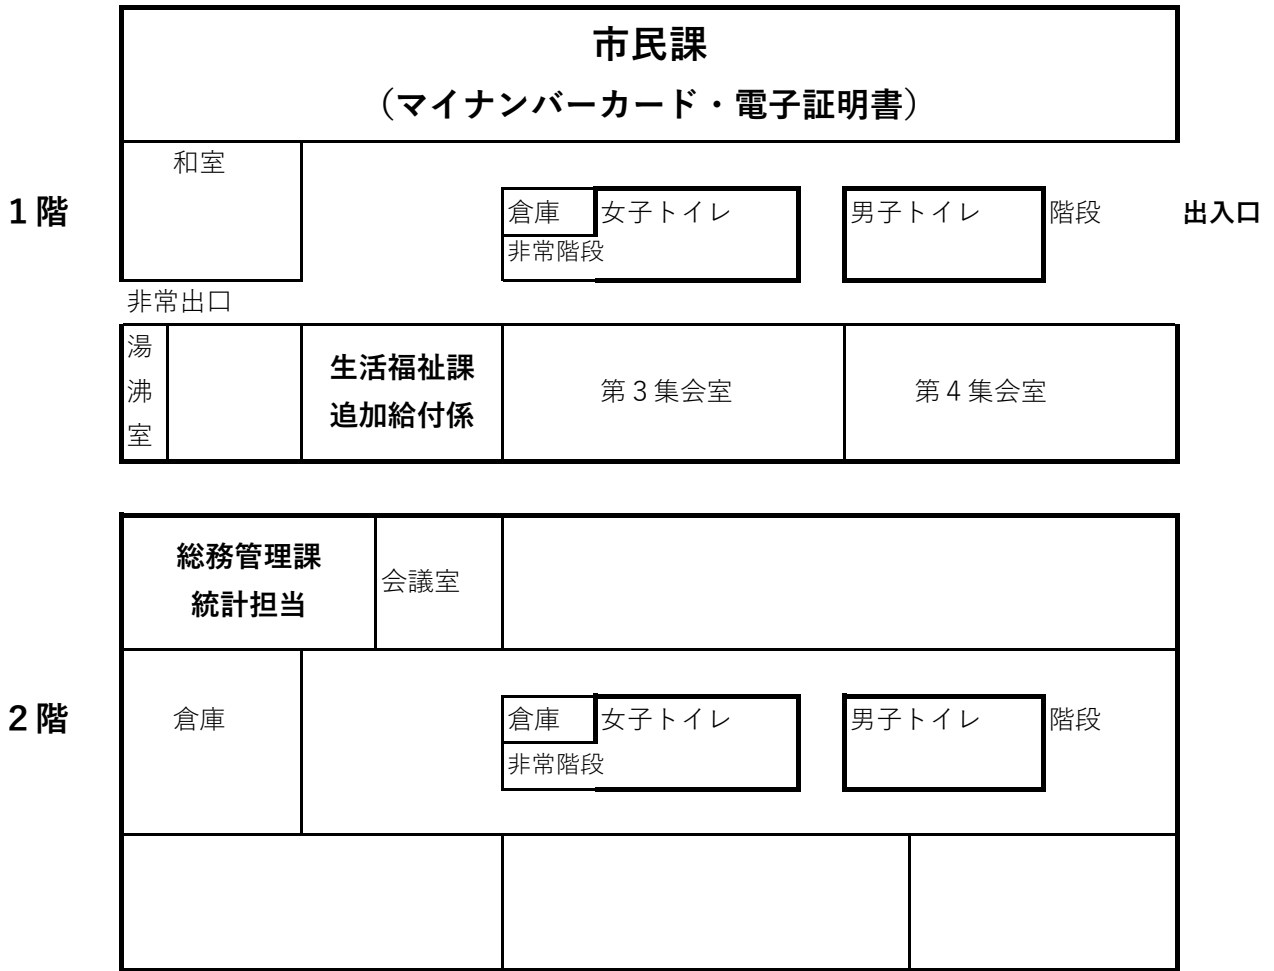 市民課
（マイナンバーカード・電子証明書）
和室
1階
倉庫
女子トイレ
男子トイレ
階段
出入口
非常階段
非常出口
湯沸室
生活福祉課
追加給付係
第３集会室
第４集会室
総務管理課
統計担当
会議室
2階
倉庫
倉庫
女子トイレ
男子トイレ
階段
非常階段